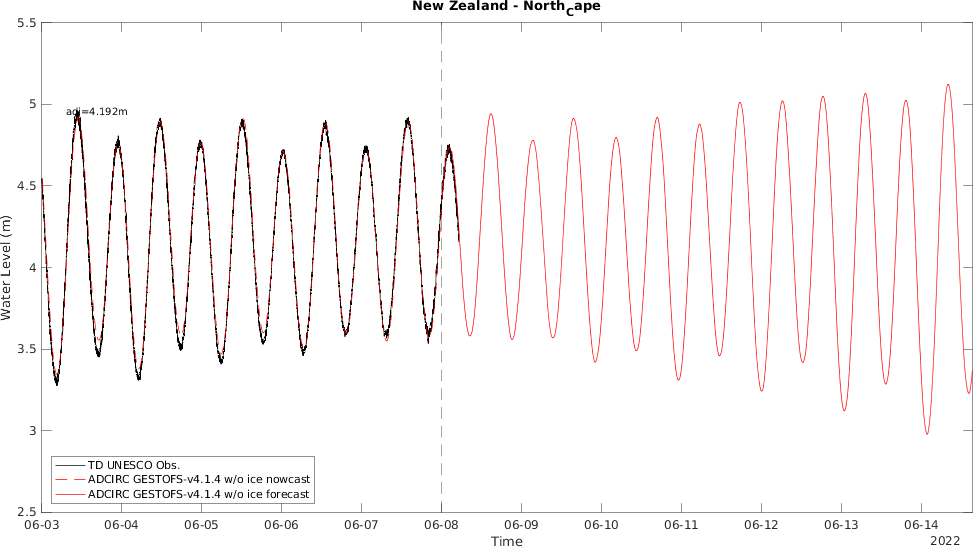 New Zealand - NorthCape
5.5
5
4.5
4
3.5
3
2.5
Water Level (m)
adj=4.192m
TD UNESCO Obs.
ADCIRC GESTOFS-v4.1.4 w/o ice nowcast
ADCIRC GESTOFS-v4.1.4 w/o ice forecast
06-03 06-04 06-05 06-06 06-07 06-08 06-09 06-10 06-11 06-12 06-13 06-14
Time
2022